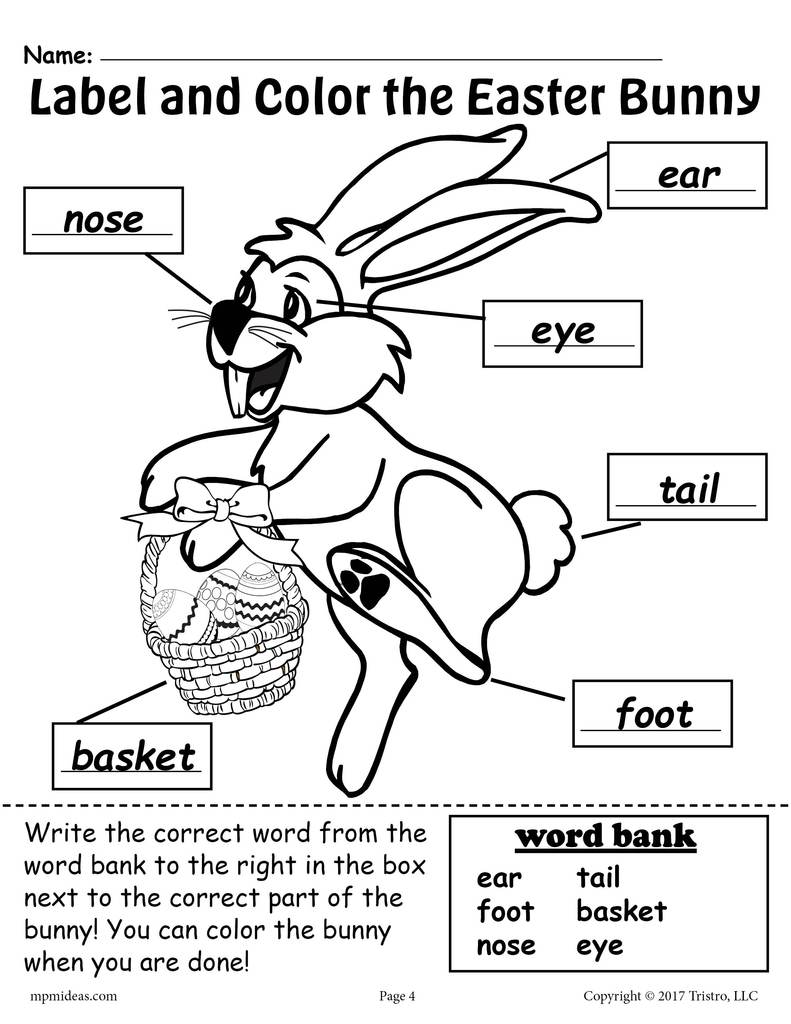 Name:
Label and Color the Easter Bunny
ear
nose
eye
tail
foot
basket
Write the correct word from the
word bank to the right in the box
next to the correct part of the
bunny! You can color the bunny
when you are done!
word bank
ear tail
foot basket
nose eye
mpmideas.com Page 4 Copyright © 2017 Tristro, LLC